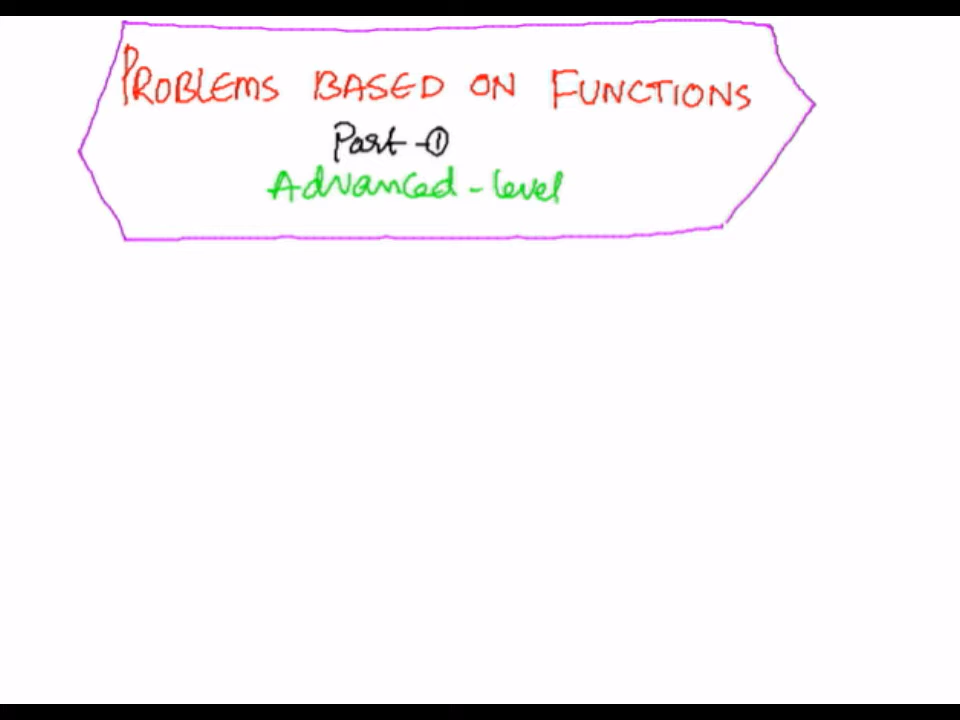 PROBLEMS BASED ON FUNCTIONS
Part - ①
Advanced - level